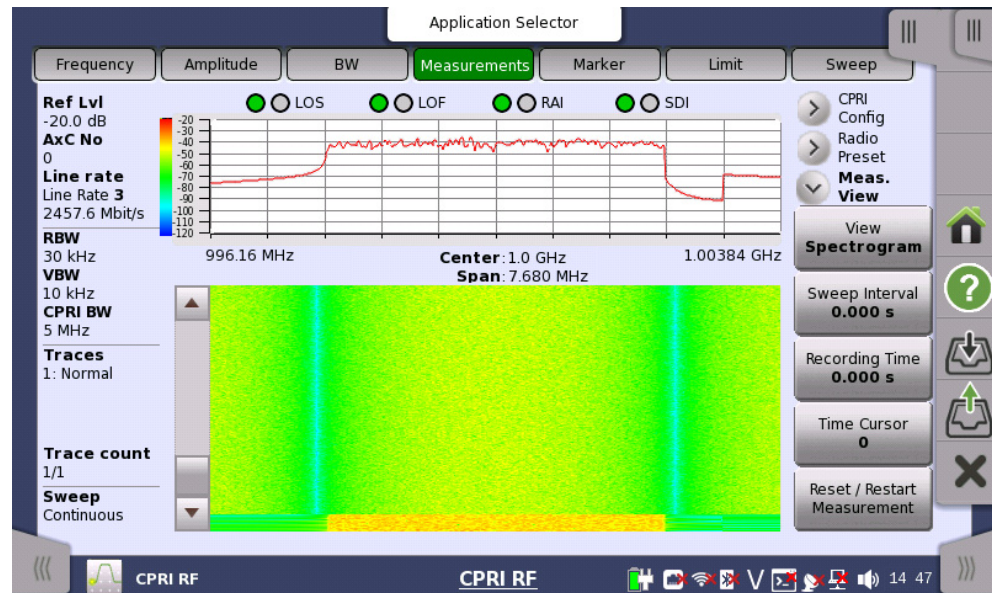 Application Selector
Frequency Amplitude BW Measurements Marker Limit Sweep
Ref Lvl
-20.0 dB
AxC No
0
Line rate
Line Rate 3
2457.6 Mbit/s
RBW
30 kHz
VBW
10 kHz
CPRI BW
5 MHz
Traces
1: Normal
Trace count
1/1
Sweep
Continuous
LOS LOF RAI SDI
-20
-30
-40
-50
-60
-70
-80
-90
-100
-110
-120
996.16 MHz Center:1.0 GHz 1.00384 GHz
Span:7.680 MHz
CPRI
Config
Radio
Preset
Meas.
View
View
Spectrogram
Sweep Interval
0.000 s
Recording Time
0.000 s
Time Cursor
0
Reset / Restart
Measurement
CPRI RF CPRI RF V 14 47